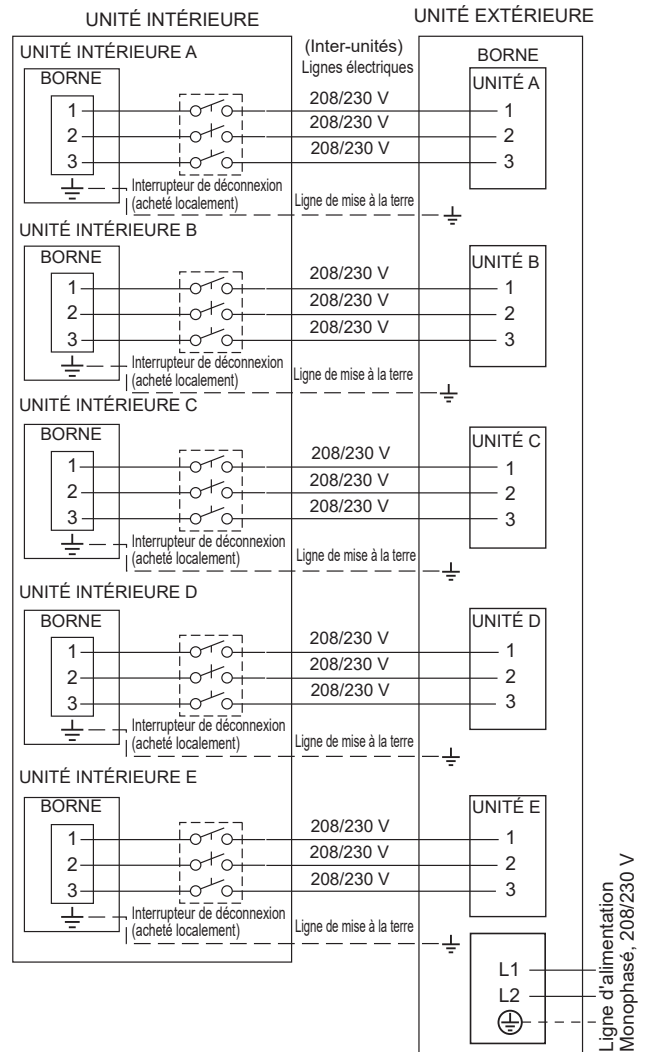 UNITÉ INTÉRIEURE
UNITÉ EXTÉRIEURE
UNITÉ INTÉRIEURE A
(Inter-unités)
Lignes électriques
BORNE
BORNE
UNITÉ A
1
208/230 V
1
2
208/230 V
2
3
208/230 V
3
Interrupteur de déconnexion
(acheté localement)
Ligne de mise à la terre
UNITÉ INTÉRIEURE B
BORNE
UNITÉ B
1
208/230 V
1
2
208/230 V
2
3
208/230 V
3
Interrupteur de déconnexion
(acheté localement)
Ligne de mise à la terre
UNITÉ INTÉRIEURE C
BORNE
UNITÉ C
1
208/230 V
1
2
208/230 V
2
3
208/230 V
3
Interrupteur de déconnexion
(acheté localement)
Ligne de mise à la terre
UNITÉ INTÉRIEURE D
BORNE
UNITÉ D
1
208/230 V
1
2
208/230 V
2
3
208/230 V
3
Interrupteur de déconnexion
(acheté localement)
Ligne de mise à la terre
UNITÉ INTÉRIEURE E
BORNE
UNITÉ E
1
208/230 V
1
2
208/230 V
2
3
208/230 V
3
Interrupteur de déconnexion
(acheté localement)
Ligne de mise à la terre
L1
L2
Ligne d'alimentation
Monophasé, 208/230 V